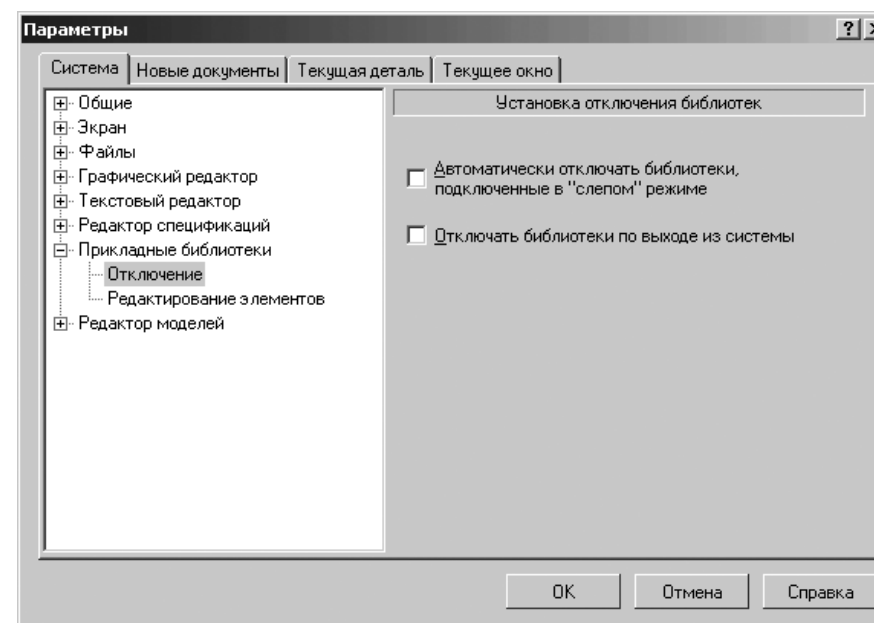 Параметры
Система Новые документы Текущая деталь Текущее окно
Общие
Экран
Файлы
Графический редактор
Текстовый редактор
Редактор спецификаций
Прикладные библиотеки
Отключение
Редактирование элементов
Редактор моделей
Установка отключения библиотек
Автоматически отключать библиотеки,
подключенные в "слепом" режиме
Отключать библиотеки по выходе из системы
OK Отмена Справка